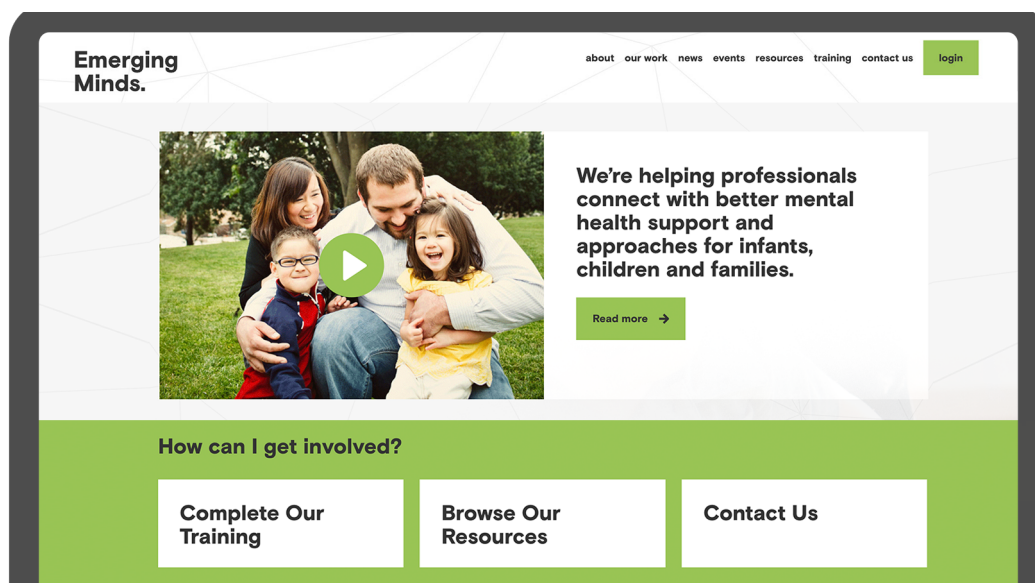 Emerging
Minds.
about our work news events resources training contact us login
We’re helping professionals
connect with better mental
health support and
approaches for infants,
children and families.
Read more
How can I get involved?
Complete Our
Training
Browse Our
Resources
Contact Us